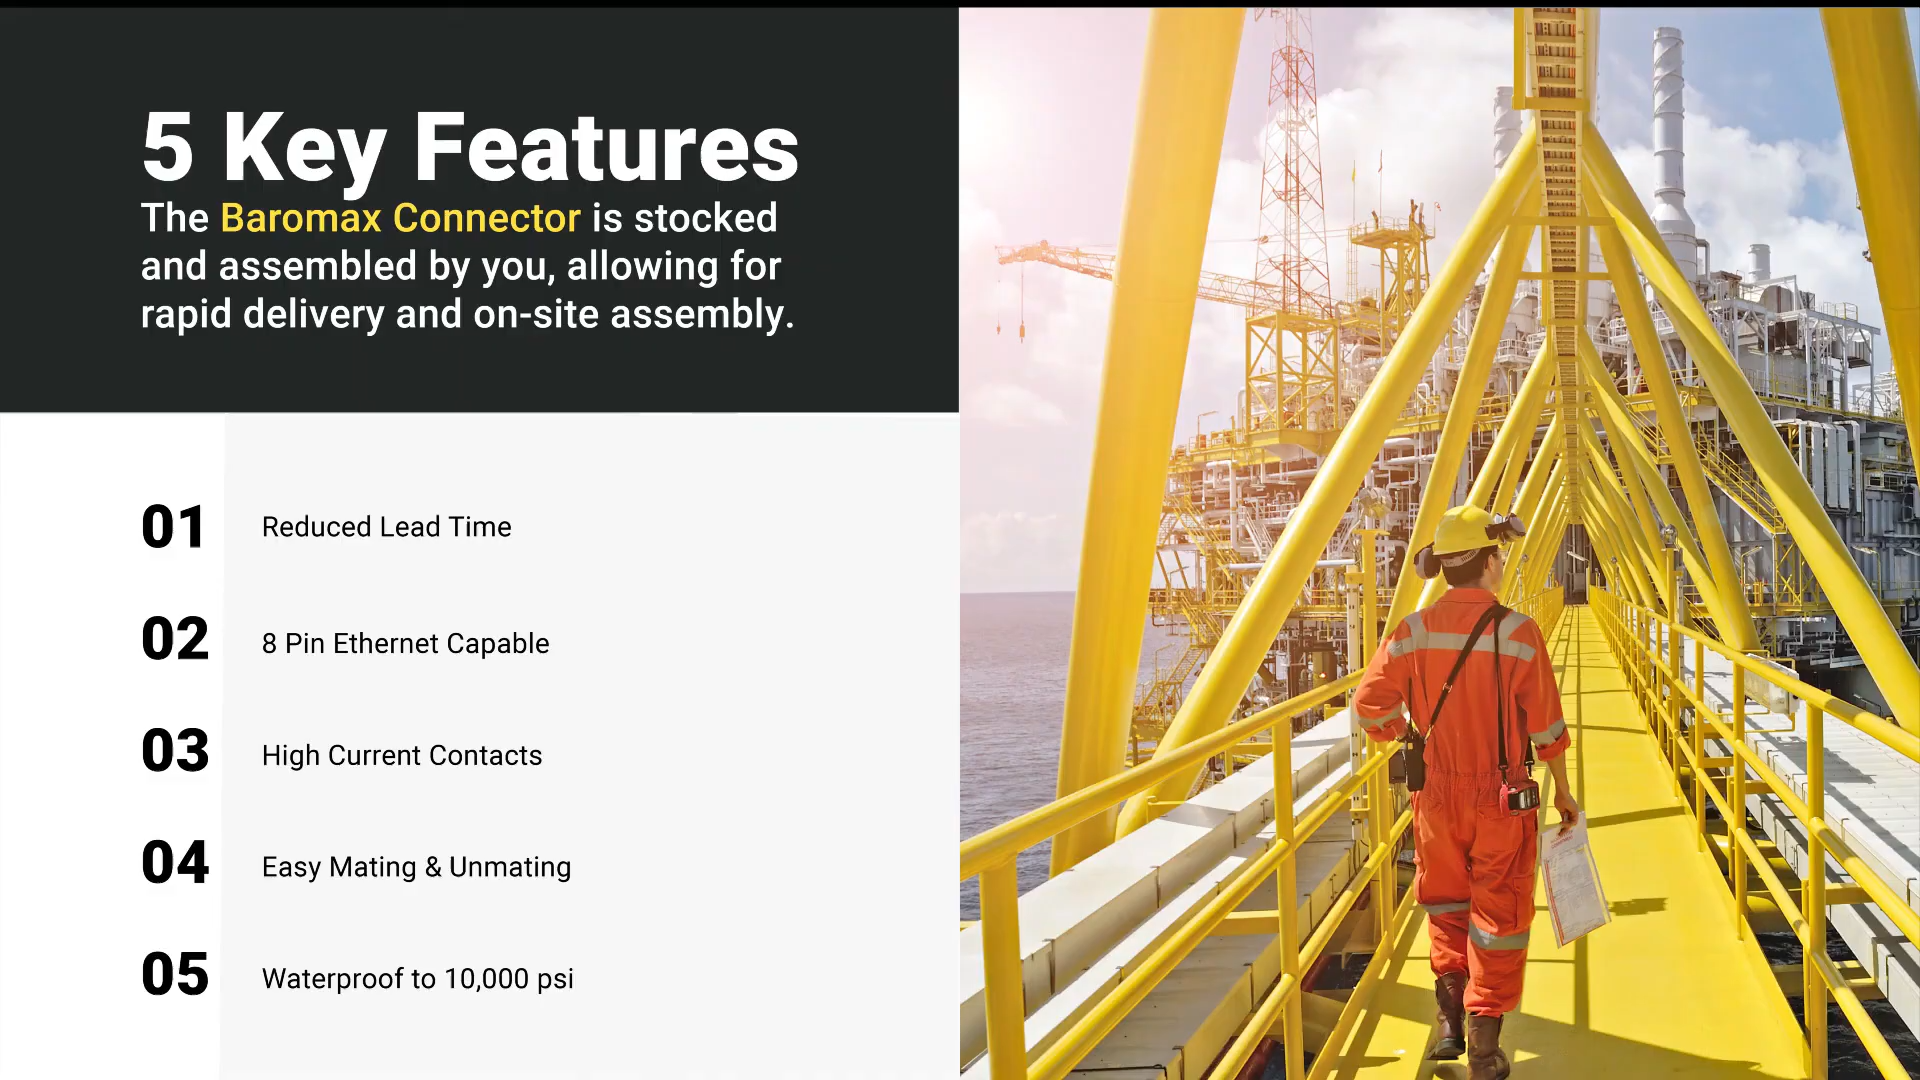 5 Key Features
The Baromax Connector is stocked
and assembled by you, allowing for
rapid delivery and on-site assembly.
01 Reduced Lead Time
02 8 Pin Ethernet Capable
03 High Current Contacts
04 Easy Mating & Unmating
05 Waterproof to 10,000 psi